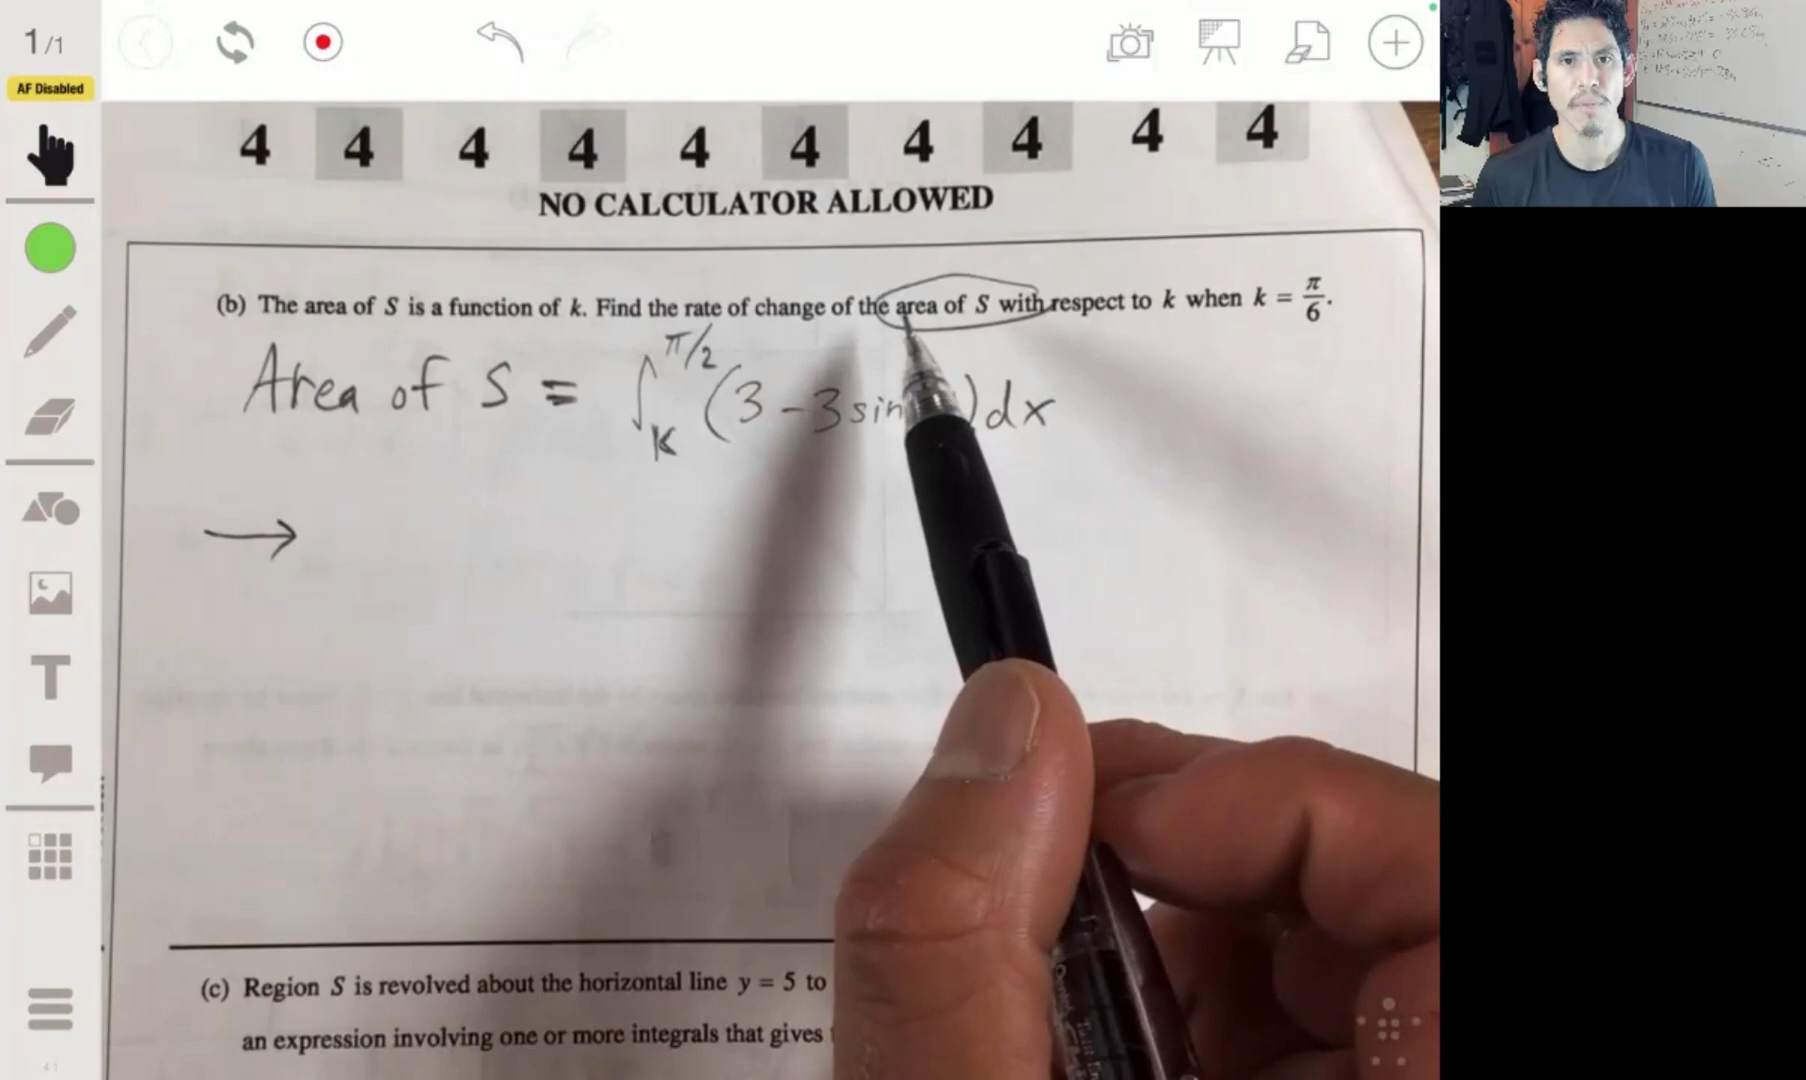 1/1
AF Disabled
4 4 4 4 4 4 4 4 4 4
NO CALCULATOR ALLOWED
(b) The area of S is a function of k. Find the rate of change of the area of S with respect to k when k = π/6.
Area of S = ∫_K^{π/2} (3 - 3 sin ) dx
→
(c) Region S is revolved about the horizontal line y = 5 to
an expression involving one or more integrals that gives
T